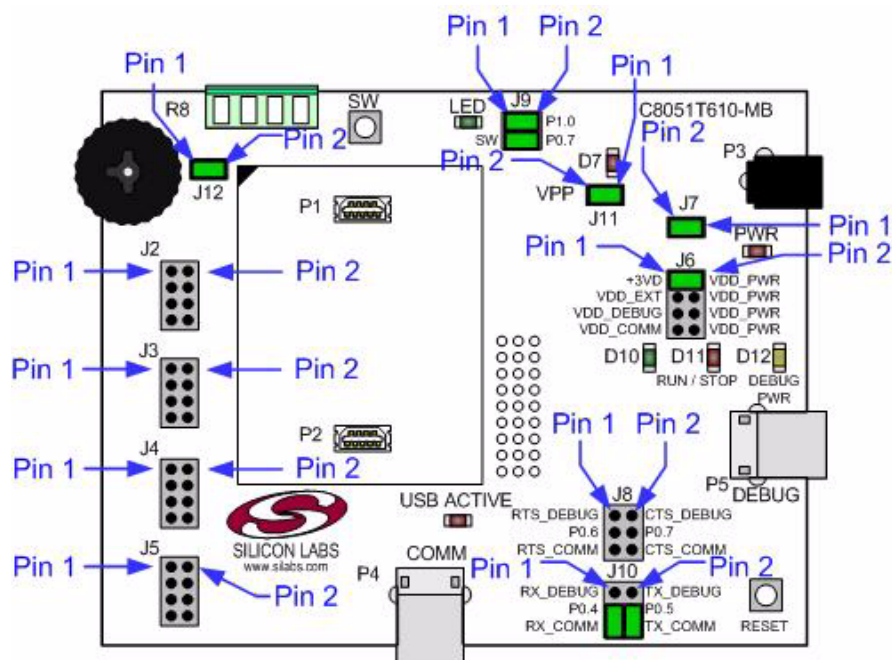 Pin 1
Pin 2
Pin 1
Pin 1
R8
SW
LED
J9
C8051T610-MB
P1.0
SW
P0.7
Pin 2
Pin 2
Pin 2
D7
P3
J12
VPP
J11
P1
J7
Pin 1
Pin 1
PWR
J2
J6
Pin 2
Pin 1
Pin 2
+3VD
VDD_PWR
VDD_EXT
VDD_PWR
VDD_DEBUG
VDD_PWR
VDD_COMM
VDD_PWR
J3
D10
D11
D12
Pin 1
Pin 2
RUN / STOP
DEBUG
PWR
Pin 1
Pin 2
P2
J4
Pin 1
Pin 2
P5
J8
DEBUG
USB ACTIVE
RTS_DEBUG
CTS_DEBUG
P0.6
P0.7
J5
SILICON LABS
COMM
RTS_COMM
CTS_COMM
www.silabs.com
Pin 1
P4
Pin 1
J10
Pin 2
Pin 2
RX_DEBUG
TX_DEBUG
P0.4
P0.5
RX_COMM
TX_COMM
RESET